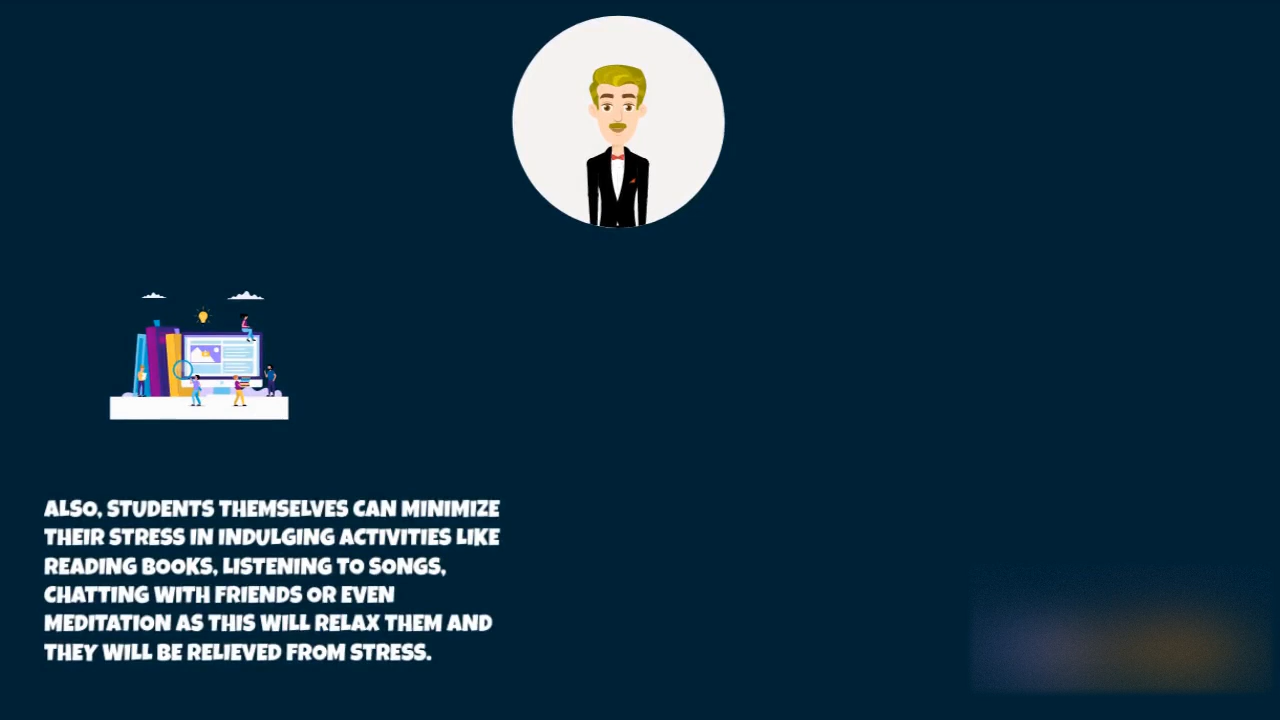 ALSO, STUDENTS THEMSELVES CAN MINIMIZE
THEIR STRESS IN INDULGING ACTIVITIES LIKE
READING BOOKS, LISTENING TO SONGS,
CHATTING WITH FRIENDS OR EVEN
MEDITATION AS THIS WILL RELAX THEM AND
THEY WILL BE RELIEVED FROM STRESS.